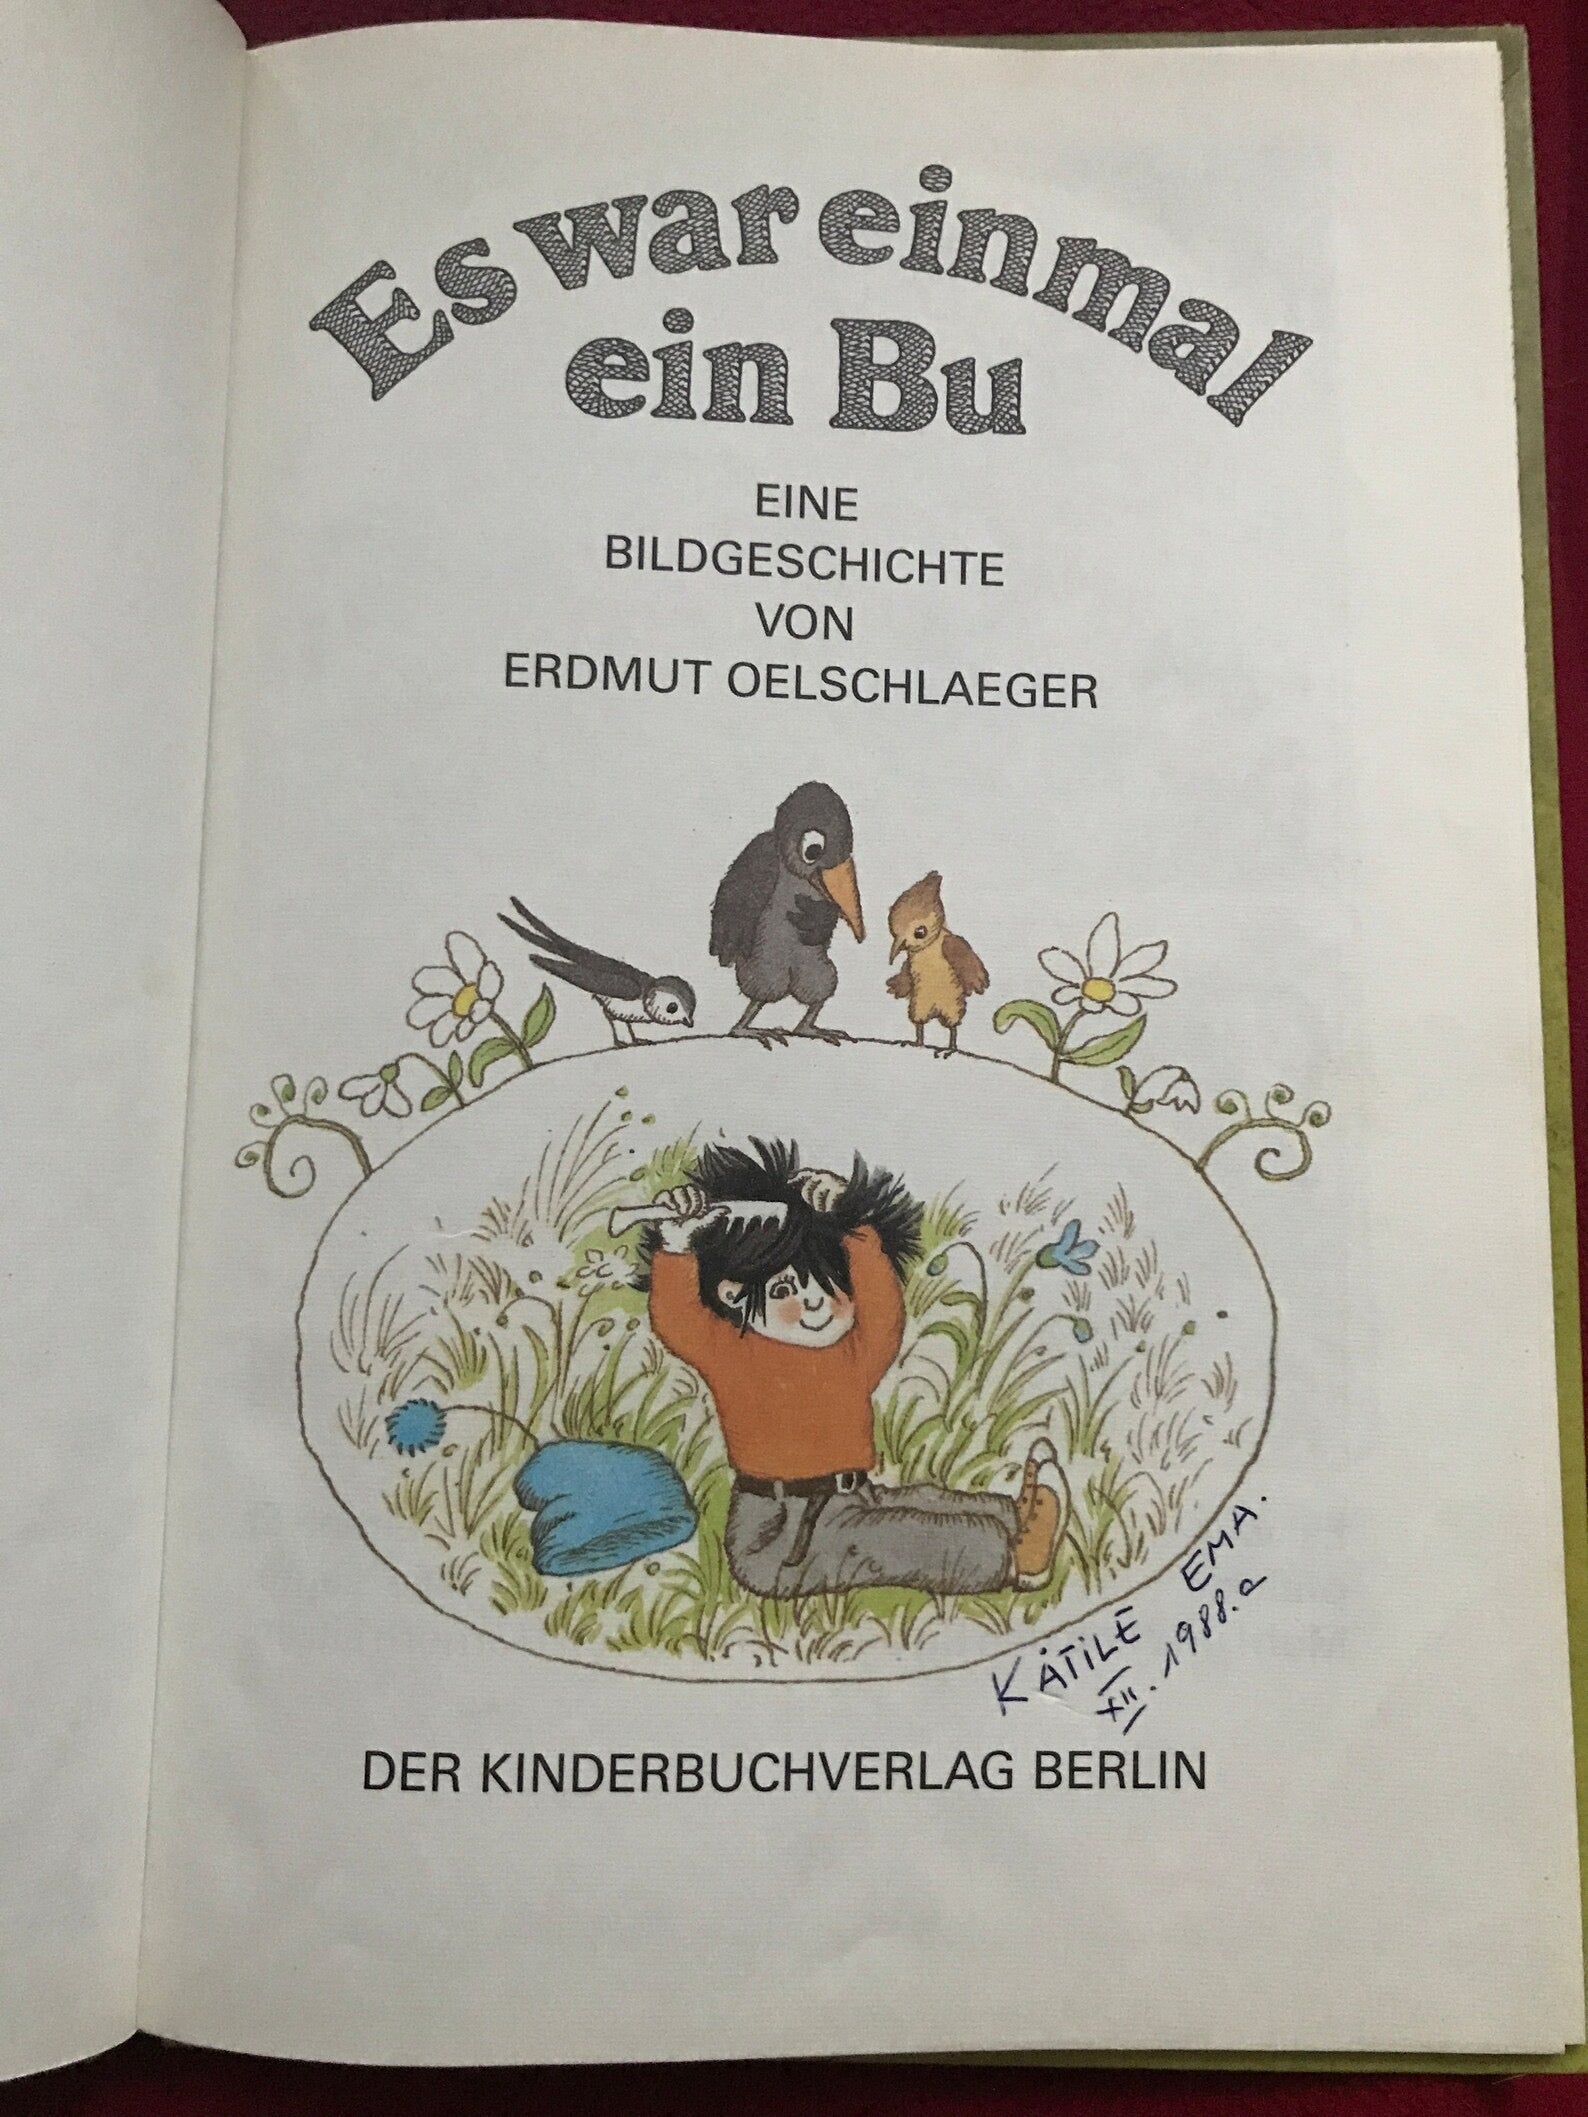 Es war einmal
ein Bu
EINE
BILDGESCHICHTE
VON
ERDMUT OELSCHLAEGER
KÄTiLE EMA.
XII. 1988.a
DER KINDERBUCHVERLAG BERLIN